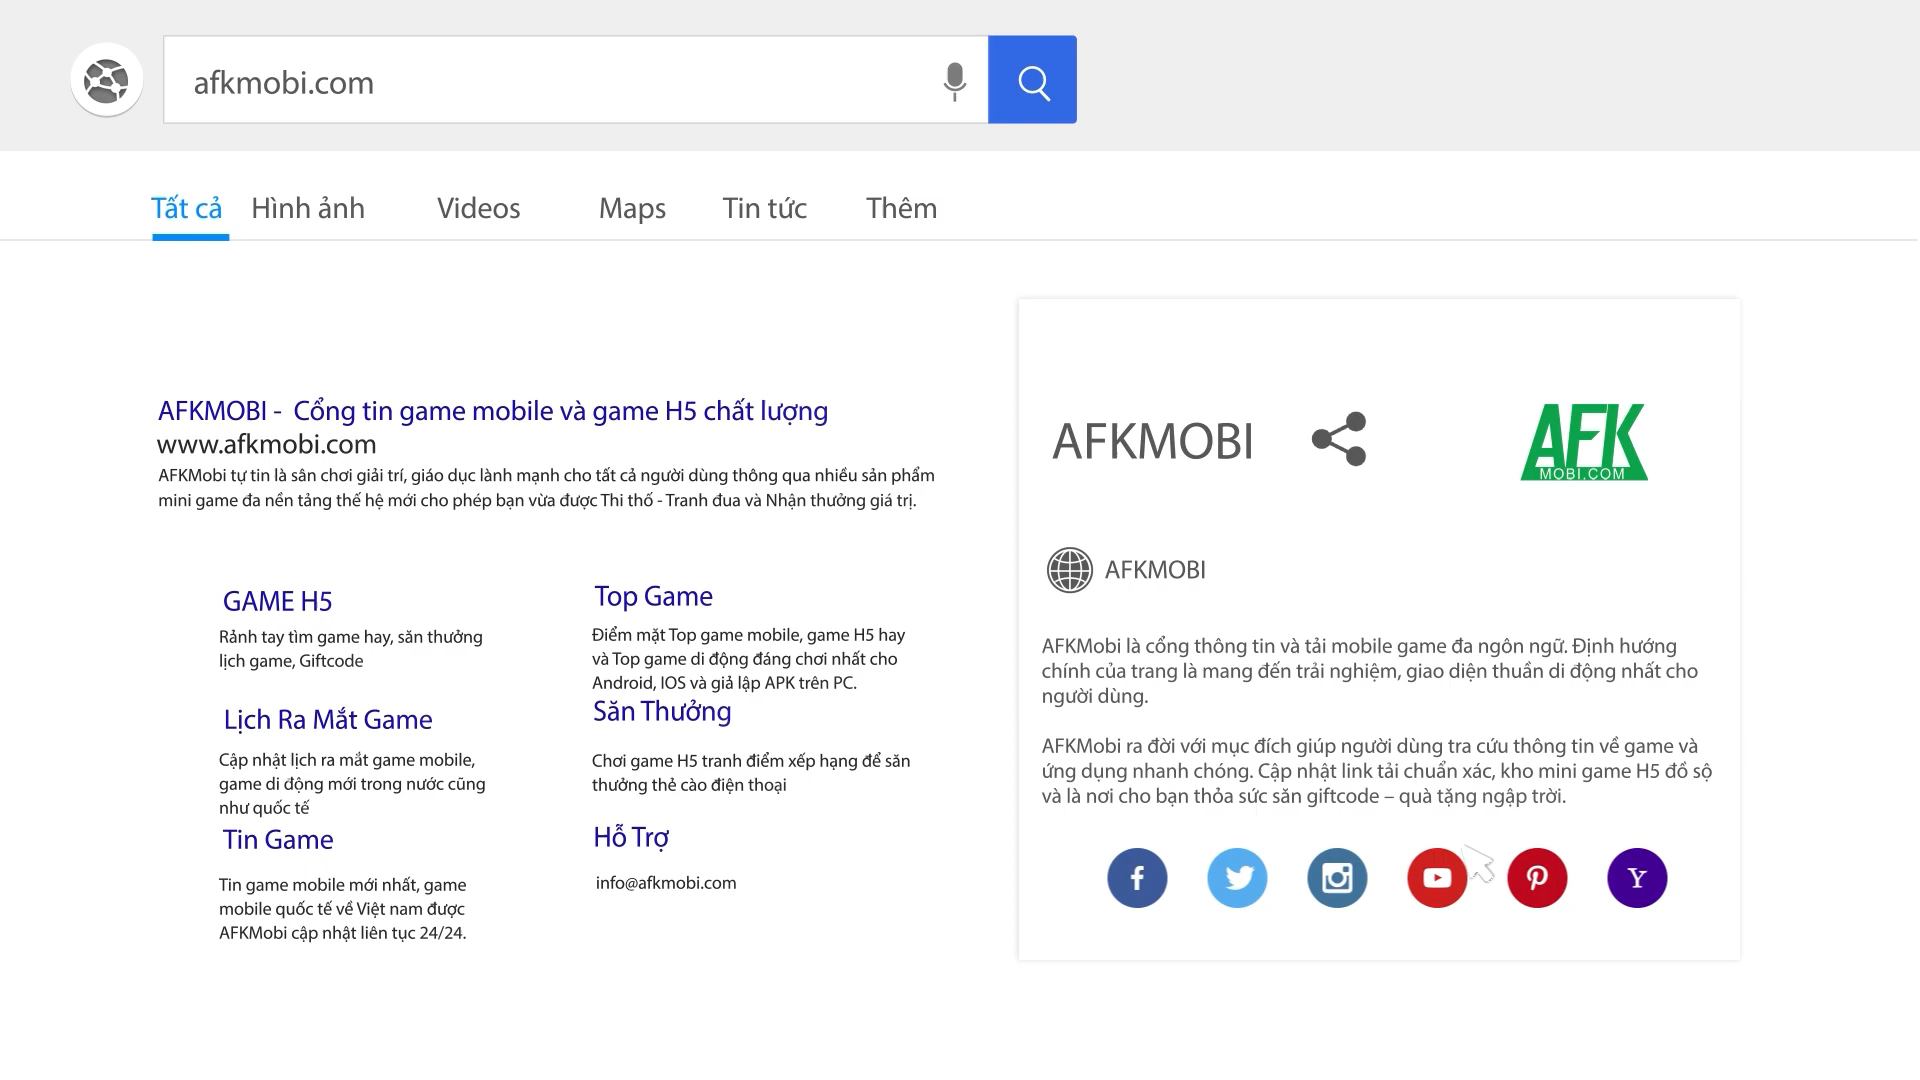 afkmobi.com
Tất cả Hình ảnh Videos Maps Tin tức Thêm
AFKMOBI - Cổng tin game mobile và game H5 chất lượng
www.afkmobi.com
AFKMobi tự tin là sân chơi giải trí, giáo dục lành mạnh cho tất cả người dùng thông qua nhiều sản phẩm
mini game đa nền tảng thế hệ mới cho phép bạn vừa được Thi thố - Tranh đua và Nhận thưởng giá trị.
GAME H5
Rảnh tay tìm game hay, săn thưởng
lịch game, Giftcode
Lịch Ra Mắt Game
Cập nhật lịch ra mắt game mobile,
game di động mới trong nước cũng
như quốc tế
Tin Game
Tin game mobile mới nhất, game
mobile quốc tế về Việt nam được
AFKMobi cập nhật liên tục 24/24.
Top Game
Điểm mặt Top game mobile, game H5 hay
và Top game di động đáng chơi nhất cho
Android, IOS và giả lập APK trên PC.
Săn Thưởng
Chơi game H5 tranh điểm xếp hạng để săn
thưởng thẻ cào điện thoại
Hỗ Trợ
info@afkmobi.com
AFKMOBI
AFK
MOBI.COM
AFKMOBI
AFKMobi là cổng thông tin và tải mobile game đa ngôn ngữ. Định hướng
chính của trang là mang đến trải nghiệm, giao diện thuần di động nhất cho
người dùng.
AFKMobi ra đời với mục đích giúp người dùng tra cứu thông tin về game và
ứng dụng nhanh chóng. Cập nhật link tải chuẩn xác, kho mini game H5 đồ sộ
và là nơi cho bạn thỏa sức săn giftcode – quà tặng ngập trời.